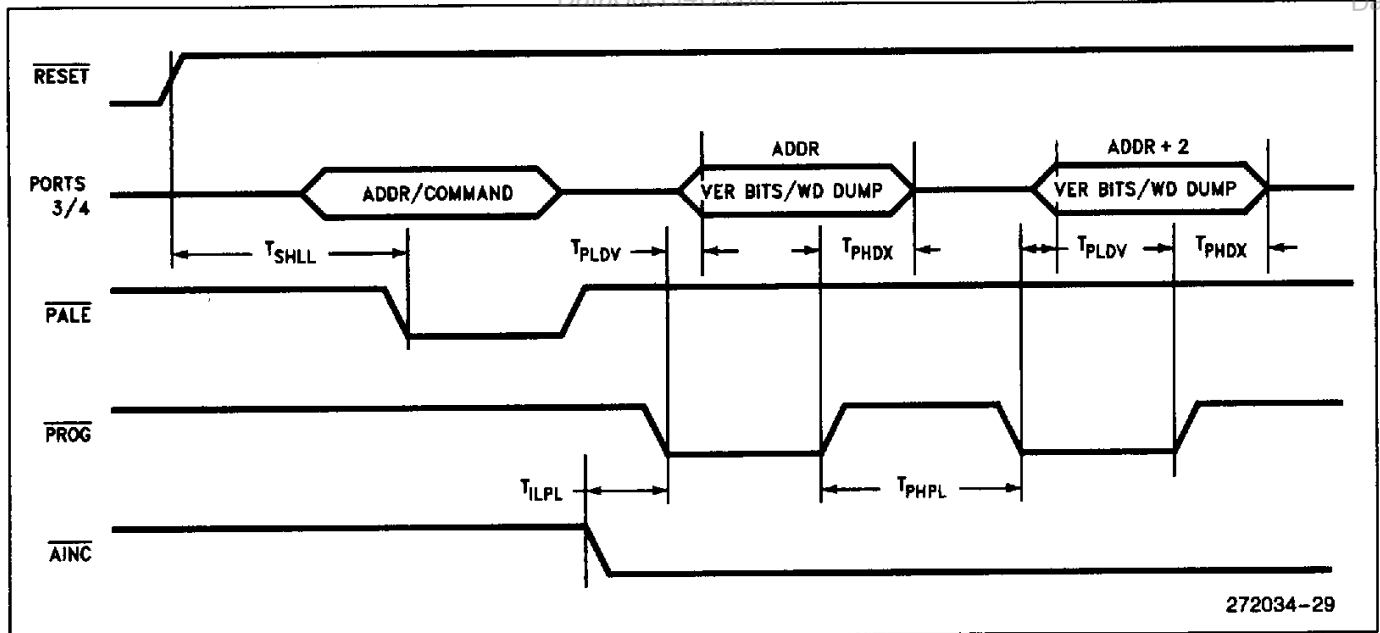 RESET
ADDR
ADDR + 2
PORTS
3/4
ADDR/COMMAND
VER BITS/WD DUMP
VER BITS/WD DUMP
TSHLL
TPLDV
TPHDX
TPLDV
TPHDX
PALE
PROG
TILPL
TPHPL
AINC
272034-29